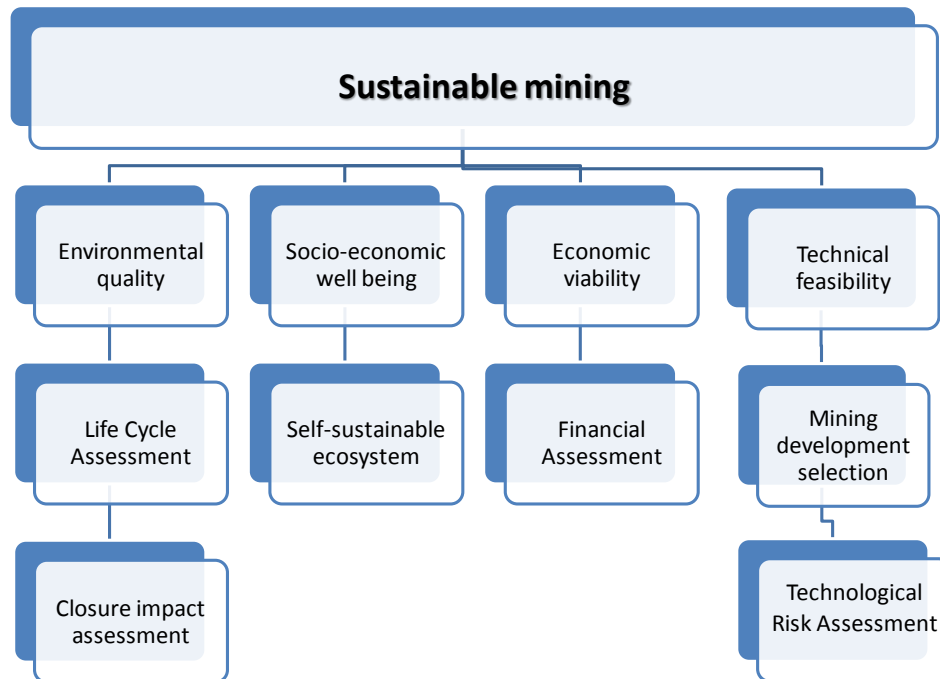 Sustainable mining
Environmental
quality
Socio-economic
well being
Economic
viability
Technical
feasibility
Life Cycle
Assessment
Self-sustainable
ecosystem
Financial
Assessment
Mining
development
selection
Closure impact
assessment
Technological
Risk Assessment